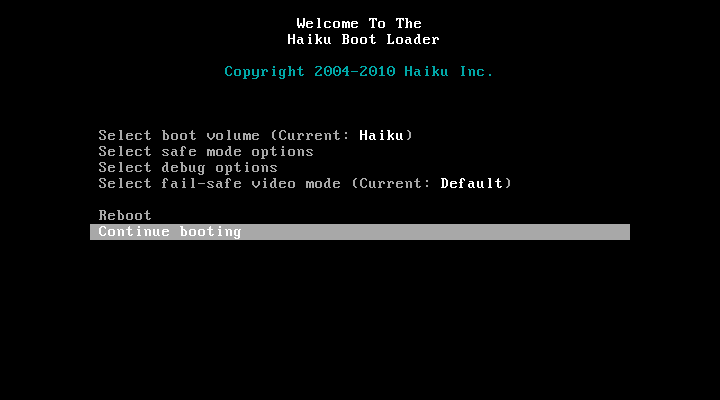 Welcome To The
Haiku Boot Loader
Copyright 2004-2010 Haiku Inc.
Select boot volume (Current: Haiku)
Select safe mode options
Select debug options
Select fail-safe video mode (Current: Default)
Reboot
Continue booting